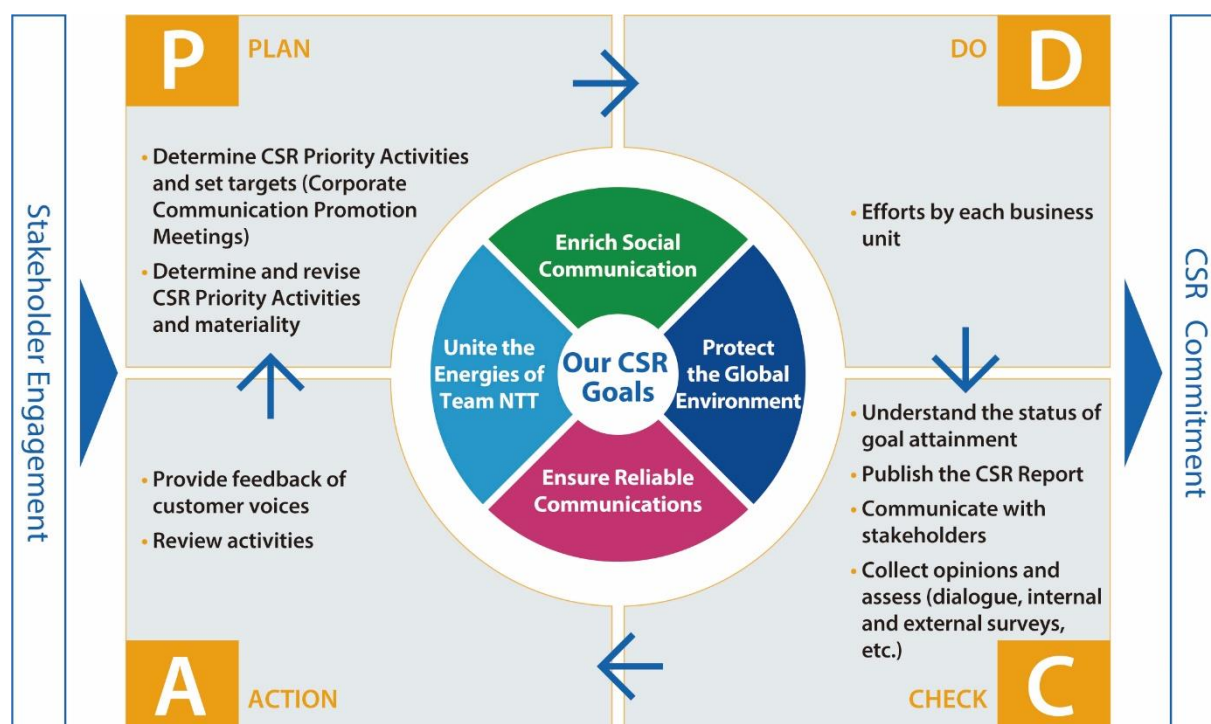 Stakeholder Engagement
P
PLAN
• Determine CSR Priority Activities
and set targets (Corporate
Communication Promotion
Meetings)
• Determine and revise
CSR Priority Activities
and materiality
DO
D
• Efforts by each business
unit
Enrich Social
Communication
Unite the
Energies of
Team NTT
Our CSR
Goals
Protect
the Global
Environment
Ensure Reliable
Communications
• Provide feedback of
customer voices
• Review activities
A
ACTION
• Understand the status of
goal attainment
• Publish the CSR Report
• Communicate with
stakeholders
• Collect opinions and
assess (dialogue, internal
and external surveys,
etc.)
CHECK
C
CSR Commitment